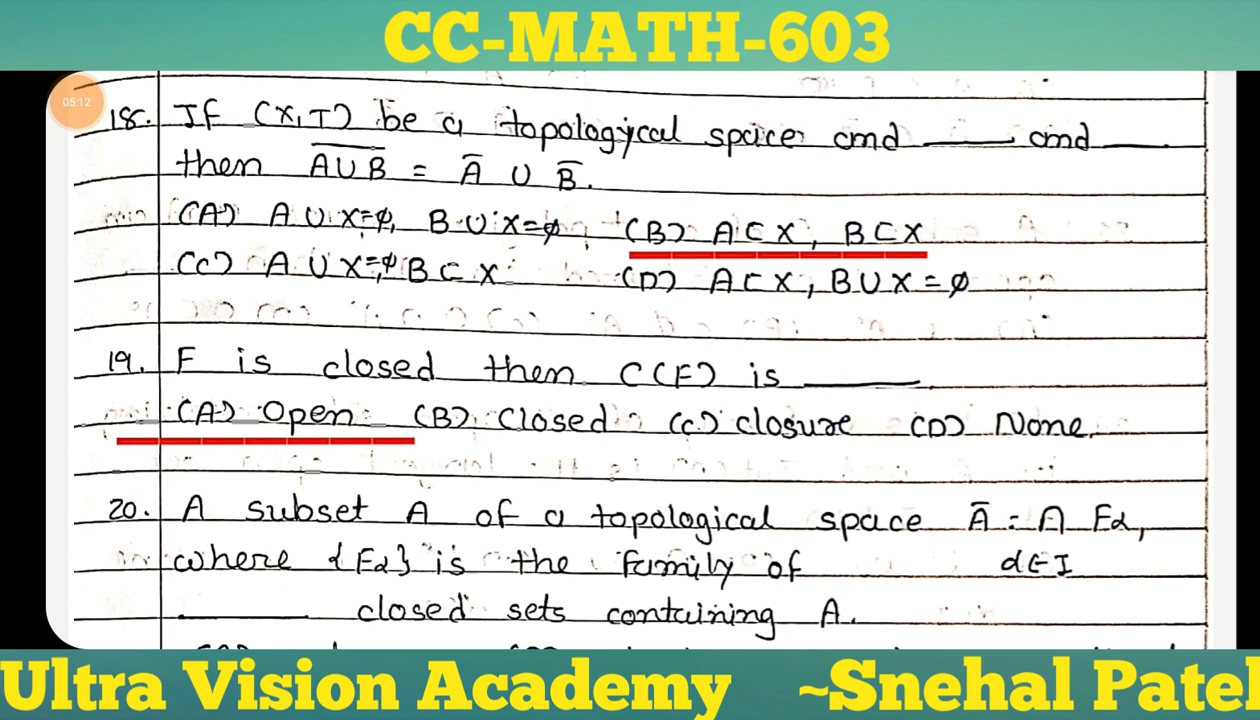 CC-MATH-603
05:12
18. If (X,T) be a topological space and ____ and ____
then A̅U̅B̅ = A̅ U B̅.
(A) A U X=φ, B U X=φ (B) A⊂X, B⊂X
(C) A U X=φ, B⊂X (D) A⊂X, B U X=φ
19. F is closed then C(F) is ____
(A) Open (B) Closed (C) closure (D) None.
20. A subset A of a topological space A̅ = ∩ Fα,
where {Fα} is the family of α∈I
____ closed sets containing A.
Ultra Vision Academy ~Snehal Patel